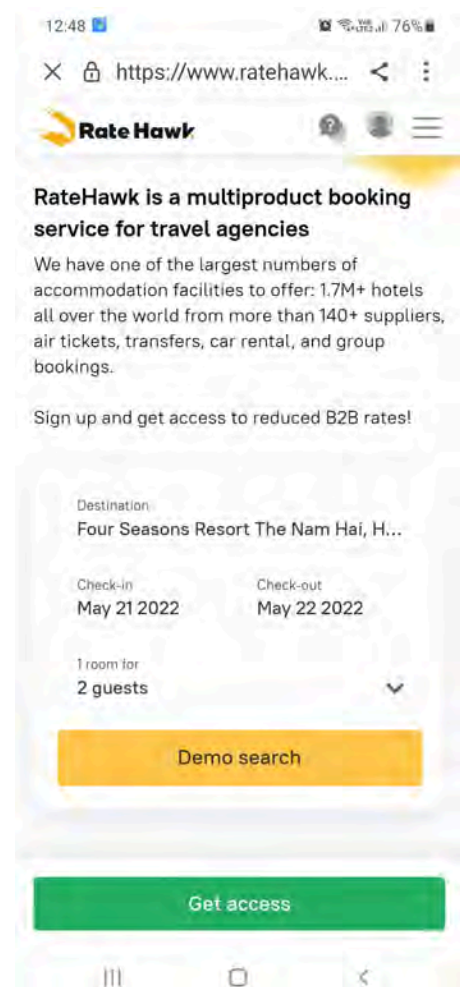 12:48 76%
https://www.ratehawk....
Rate Hawk
RateHawk is a multiproduct booking
service for travel agencies
We have one of the largest numbers of
accommodation facilities to offer: 1.7M+ hotels
all over the world from more than 140+ suppliers,
air tickets, transfers, car rental, and group
bookings.
Sign up and get access to reduced B2B rates!
Destination
Four Seasons Resort The Nam Hai, H...
Check-in Check-out
May 21 2022 May 22 2022
1 room for
2 guests
Demo search
Get access